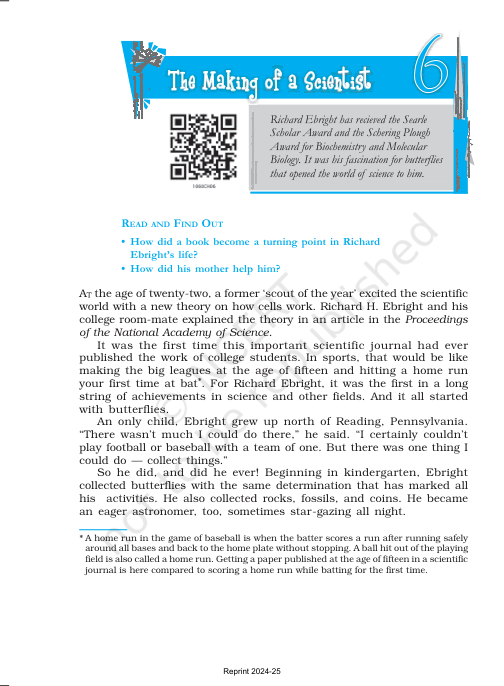 The Making of a Scientist
6
Richard Ebright has recieved the Searle
Scholar Award and the Schering Plough
Award for Biochemistry and Molecular
Biology. It was his fascination for butterflies
that opened the world of science to him.
1060CH06
READ AND FIND OUT
• How did a book become a turning point in Richard
Ebright's life?
• How did his mother help him?
AT the age of twenty-two, a former ‘scout of the year’ excited the scientific
world with a new theory on how cells work. Richard H. Ebright and his
college room-mate explained the theory in an article in the Proceedings
of the National Academy of Science.
It was the first time this important scientific journal had ever
published the work of college students. In sports, that would be like
making the big leagues at the age of fifteen and hitting a home run
your first time at bat*. For Richard Ebright, it was the first in a long
string of achievements in science and other fields. And it all started
with butterflies.
An only child, Ebright grew up north of Reading, Pennsylvania.
“There wasn’t much I could do there,” he said. “I certainly couldn’t
play football or baseball with a team of one. But there was one thing I
could do — collect things.”
So he did, and did he ever! Beginning in kindergarten, Ebright
collected butterflies with the same determination that has marked all
his activities. He also collected rocks, fossils, and coins. He became
an eager astronomer, too, sometimes star-gazing all night.
* A home run in the game of baseball is when the batter scores a run after running safely
around all bases and back to the home plate without stopping. A ball hit out of the playing
field is also called a home run. Getting a paper published at the age of fifteen in a scientific
journal is here compared to scoring a home run while batting for the first time.
Reprint 2024-25
© NCERT
not to be republished